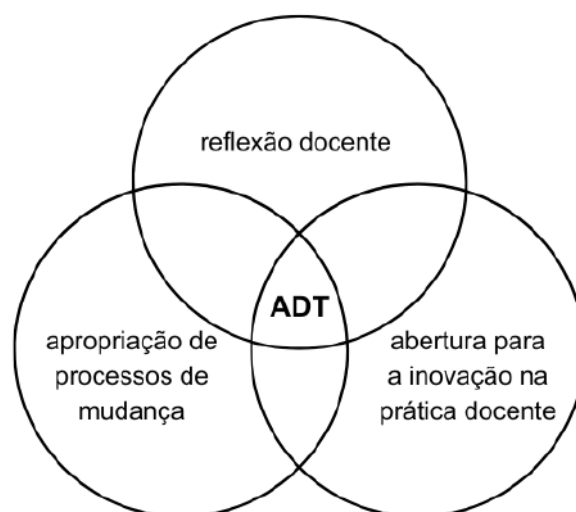 reflexão docente
ADT
apropriação de
processos de
mudança
abertura para
a inovação na
prática docente